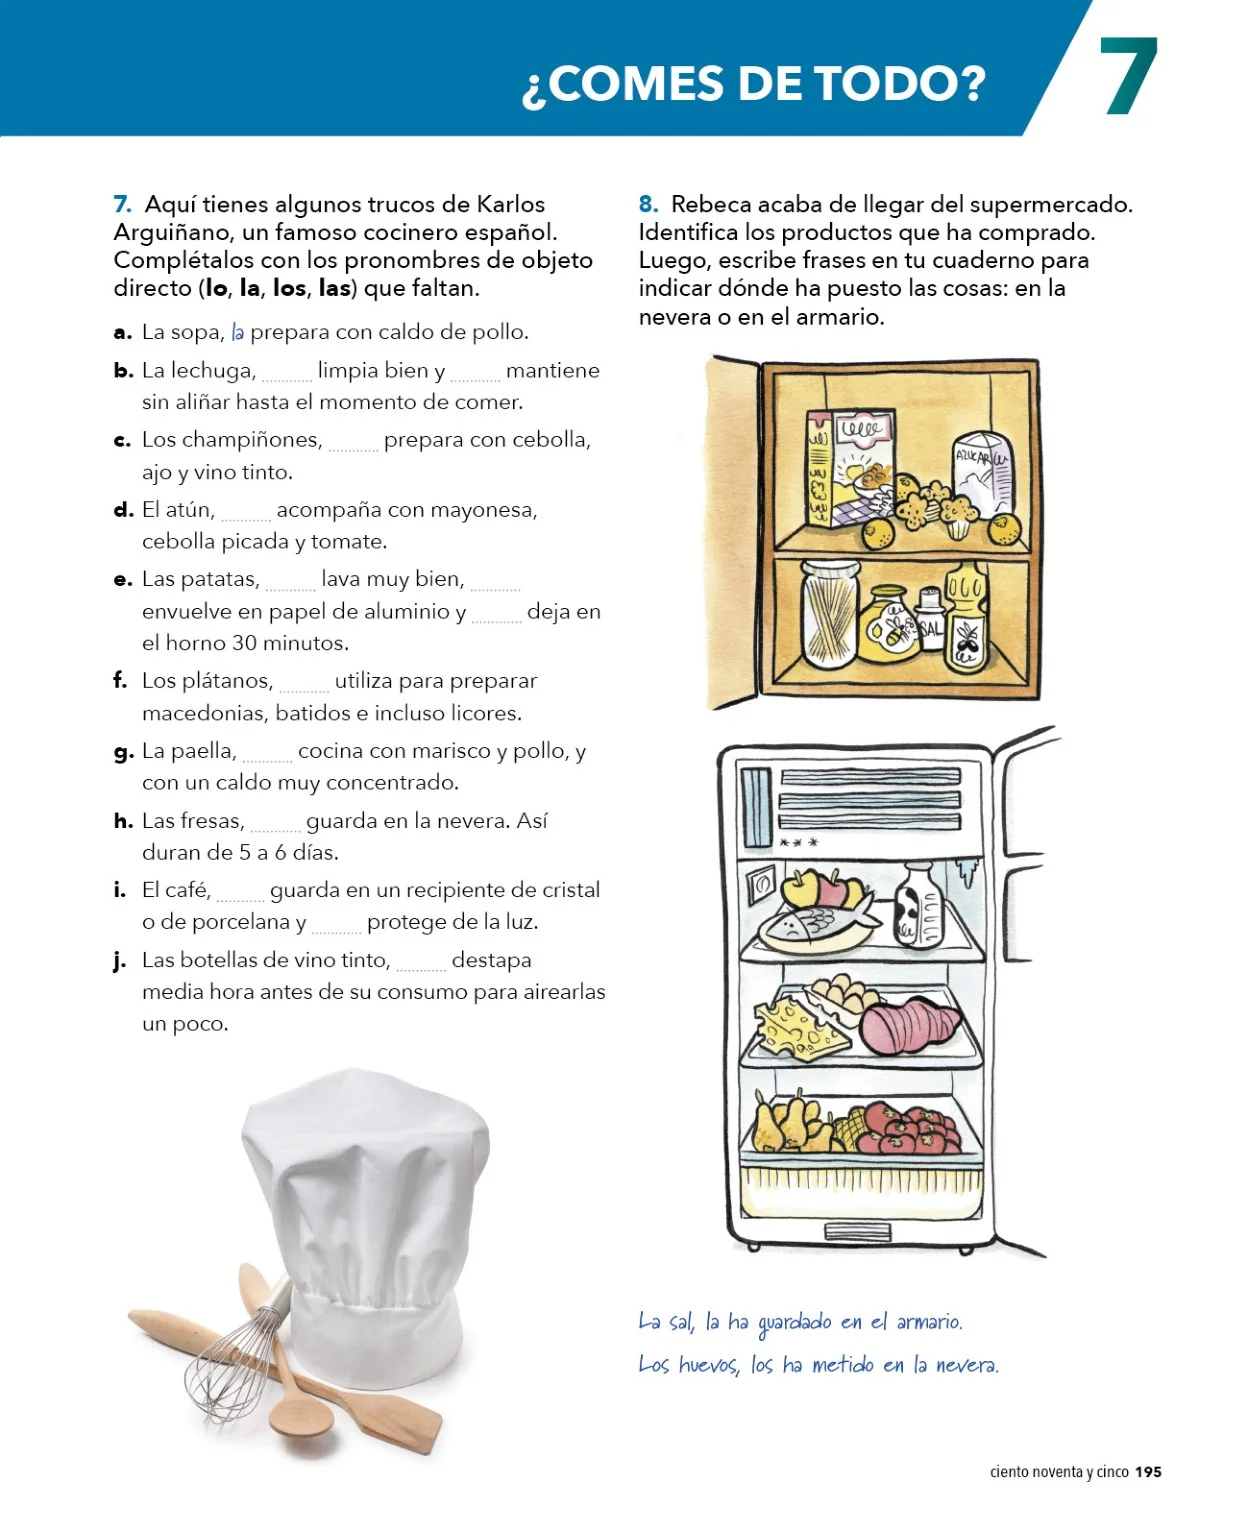 ¿COMES DE TODO?
7
7. Aquí tienes algunos trucos de Karlos
Arguiñano, un famoso cocinero español.
Complétalos con los pronombres de objeto
directo (lo, la, los, las) que faltan.
a. La sopa, la prepara con caldo de pollo.
b. La lechuga, ........... limpia bien y ........... mantiene
sin aliñar hasta el momento de comer.
c. Los champiñones, ........... prepara con cebolla,
ajo y vino tinto.
d. El atún, ........... acompaña con mayonesa,
cebolla picada y tomate.
e. Las patatas, ........... lava muy bien, ...........
envuelve en papel de aluminio y ........... deja en
el horno 30 minutos.
f. Los plátanos, ........... utiliza para preparar
macedonias, batidos e incluso licores.
g. La paella, ........... cocina con marisco y pollo, y
con un caldo muy concentrado.
h. Las fresas, ........... guarda en la nevera. Así
duran de 5 a 6 días.
i. El café, ........... guarda en un recipiente de cristal
o de porcelana y ........... protege de la luz.
j. Las botellas de vino tinto, ........... destapa
media hora antes de su consumo para airearlas
un poco.
8. Rebeca acaba de llegar del supermercado.
Identifica los productos que ha comprado.
Luego, escribe frases en tu cuaderno para
indicar dónde ha puesto las cosas: en la
nevera o en el armario.
AZUCAR
SAL
La sal, la ha guardado en el armario.
Los huevos, los ha metido en la nevera.
ciento noventa y cinco 195